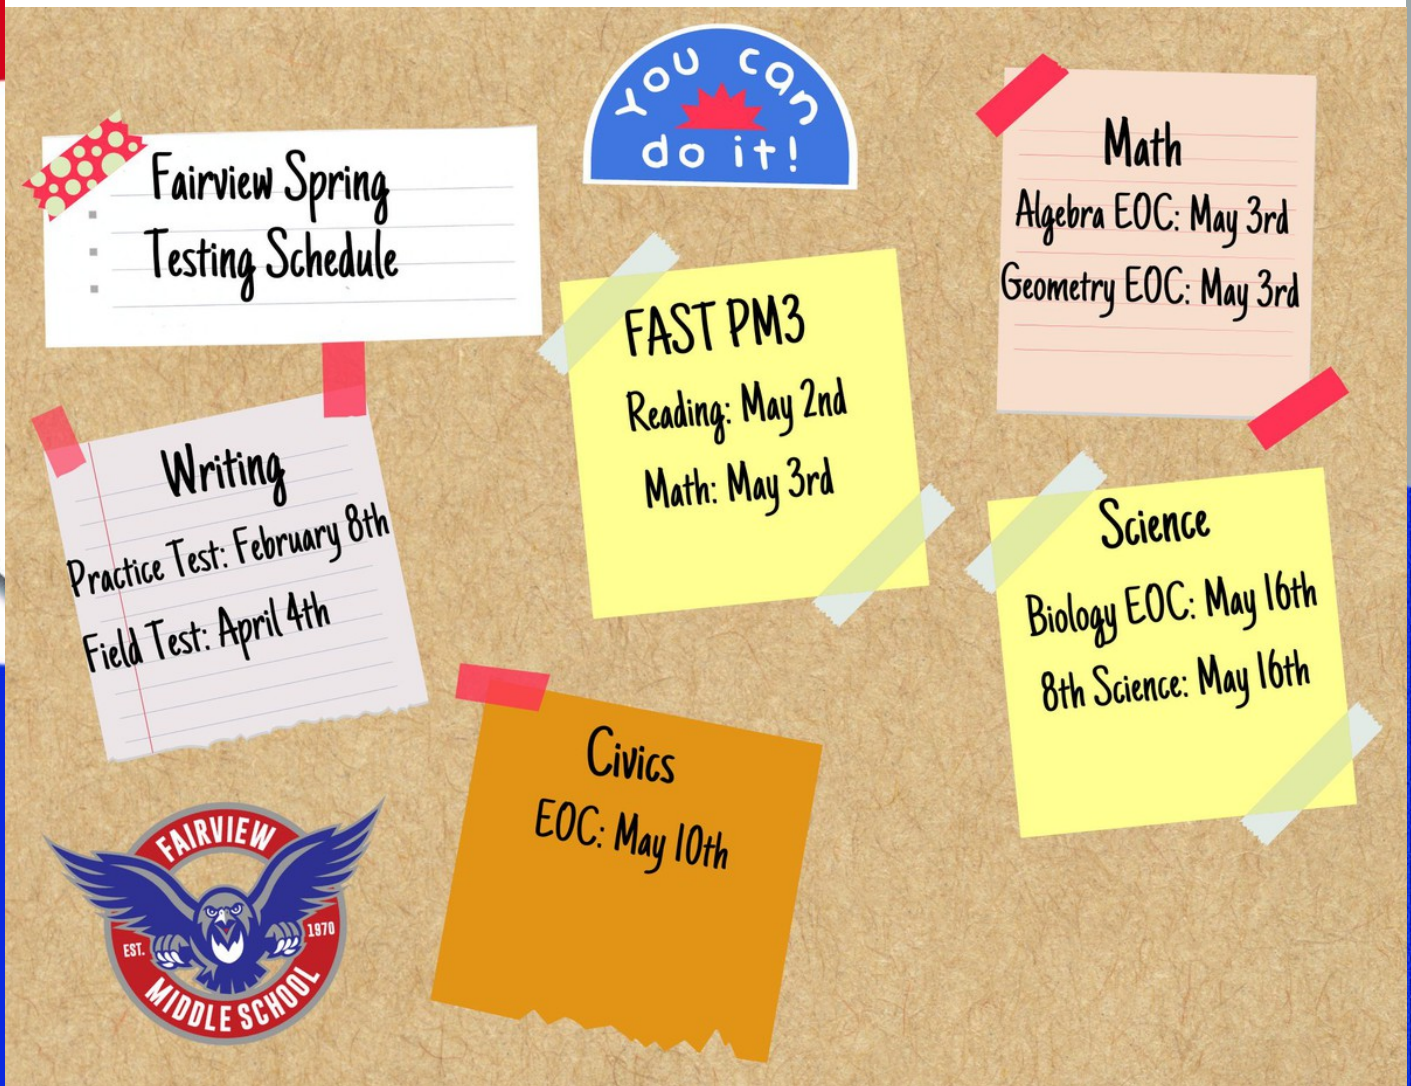 You can
do it!
Fairview Spring
Testing Schedule
Writing
Practice Test: February 8th
Field Test: April 4th
FAST PM3
Reading: May 2nd
Math: May 3rd
Math
Algebra EOC: May 3rd
Geometry EOC: May 3rd
Science
Biology EOC: May 16th
8th Science: May 16th
Civics
EOC: May 10th
FAIRVIEW
EST. 1970
MIDDLE SCHOOL